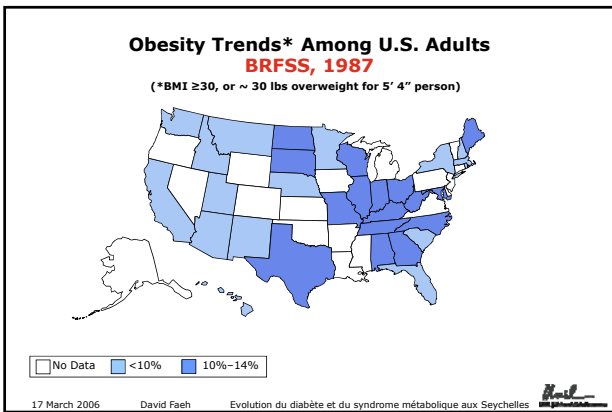 Obesity Trends* Among U.S. Adults
BRFSS, 1987
(*BMI ≥30, or ~ 30 lbs overweight for 5’ 4” person)
No Data <10% 10%–14%
17 March 2006 David Faeh Evolution du diabète et du syndrome métabolique aux Seychelles